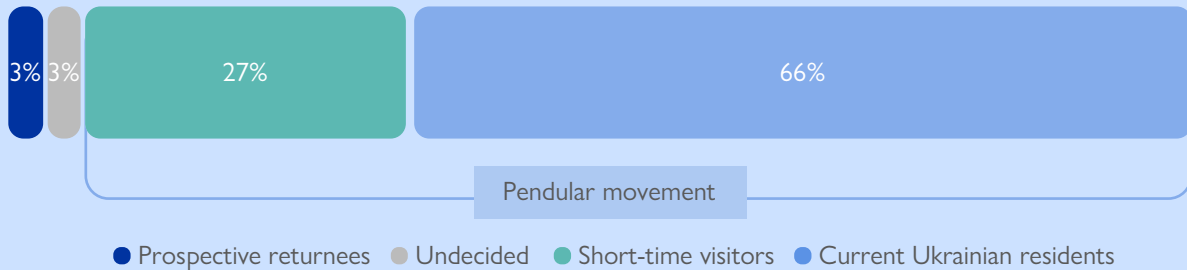 3% 3% 27% 66%
Pendular movement
Prospective returnees Undecided Short-time visitors Current Ukrainian residents